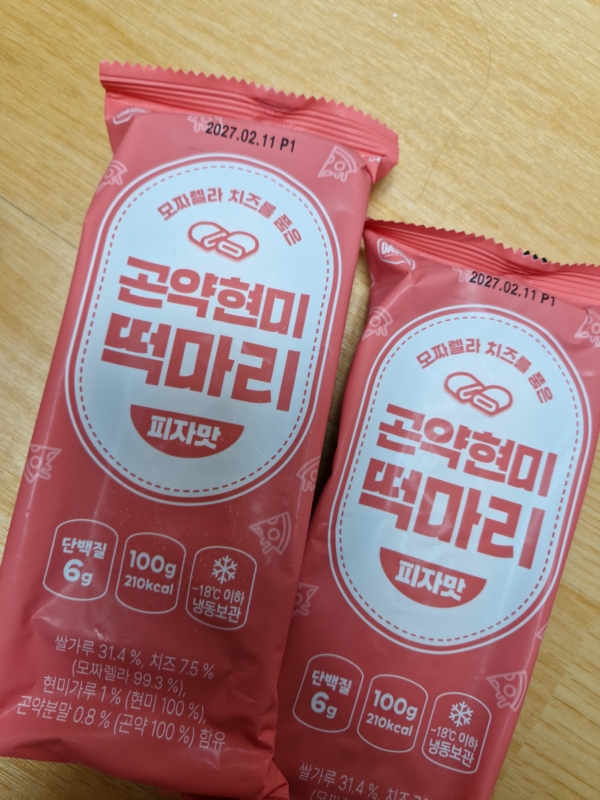 2027.02.11 P1
모짜렐라 치즈를 품은
곤약현미
떡마리
피자맛
단백질
6g
100g
210kcal
-18℃ 이하
냉동보관
쌀가루 31.4 %, 치즈 7.5 %
(모짜렐라 99.3 %),
현미가루 1 % (현미 100 %),
곤약분말 0.8 % (곤약 100 %) 함유
2027.02.11 P1
모짜렐라 치즈를 품은
곤약현미
떡마리
피자맛
단백질
6g
100g
210kcal
-18℃ 이하
냉동보관
쌀가루 31.4 %, 치즈